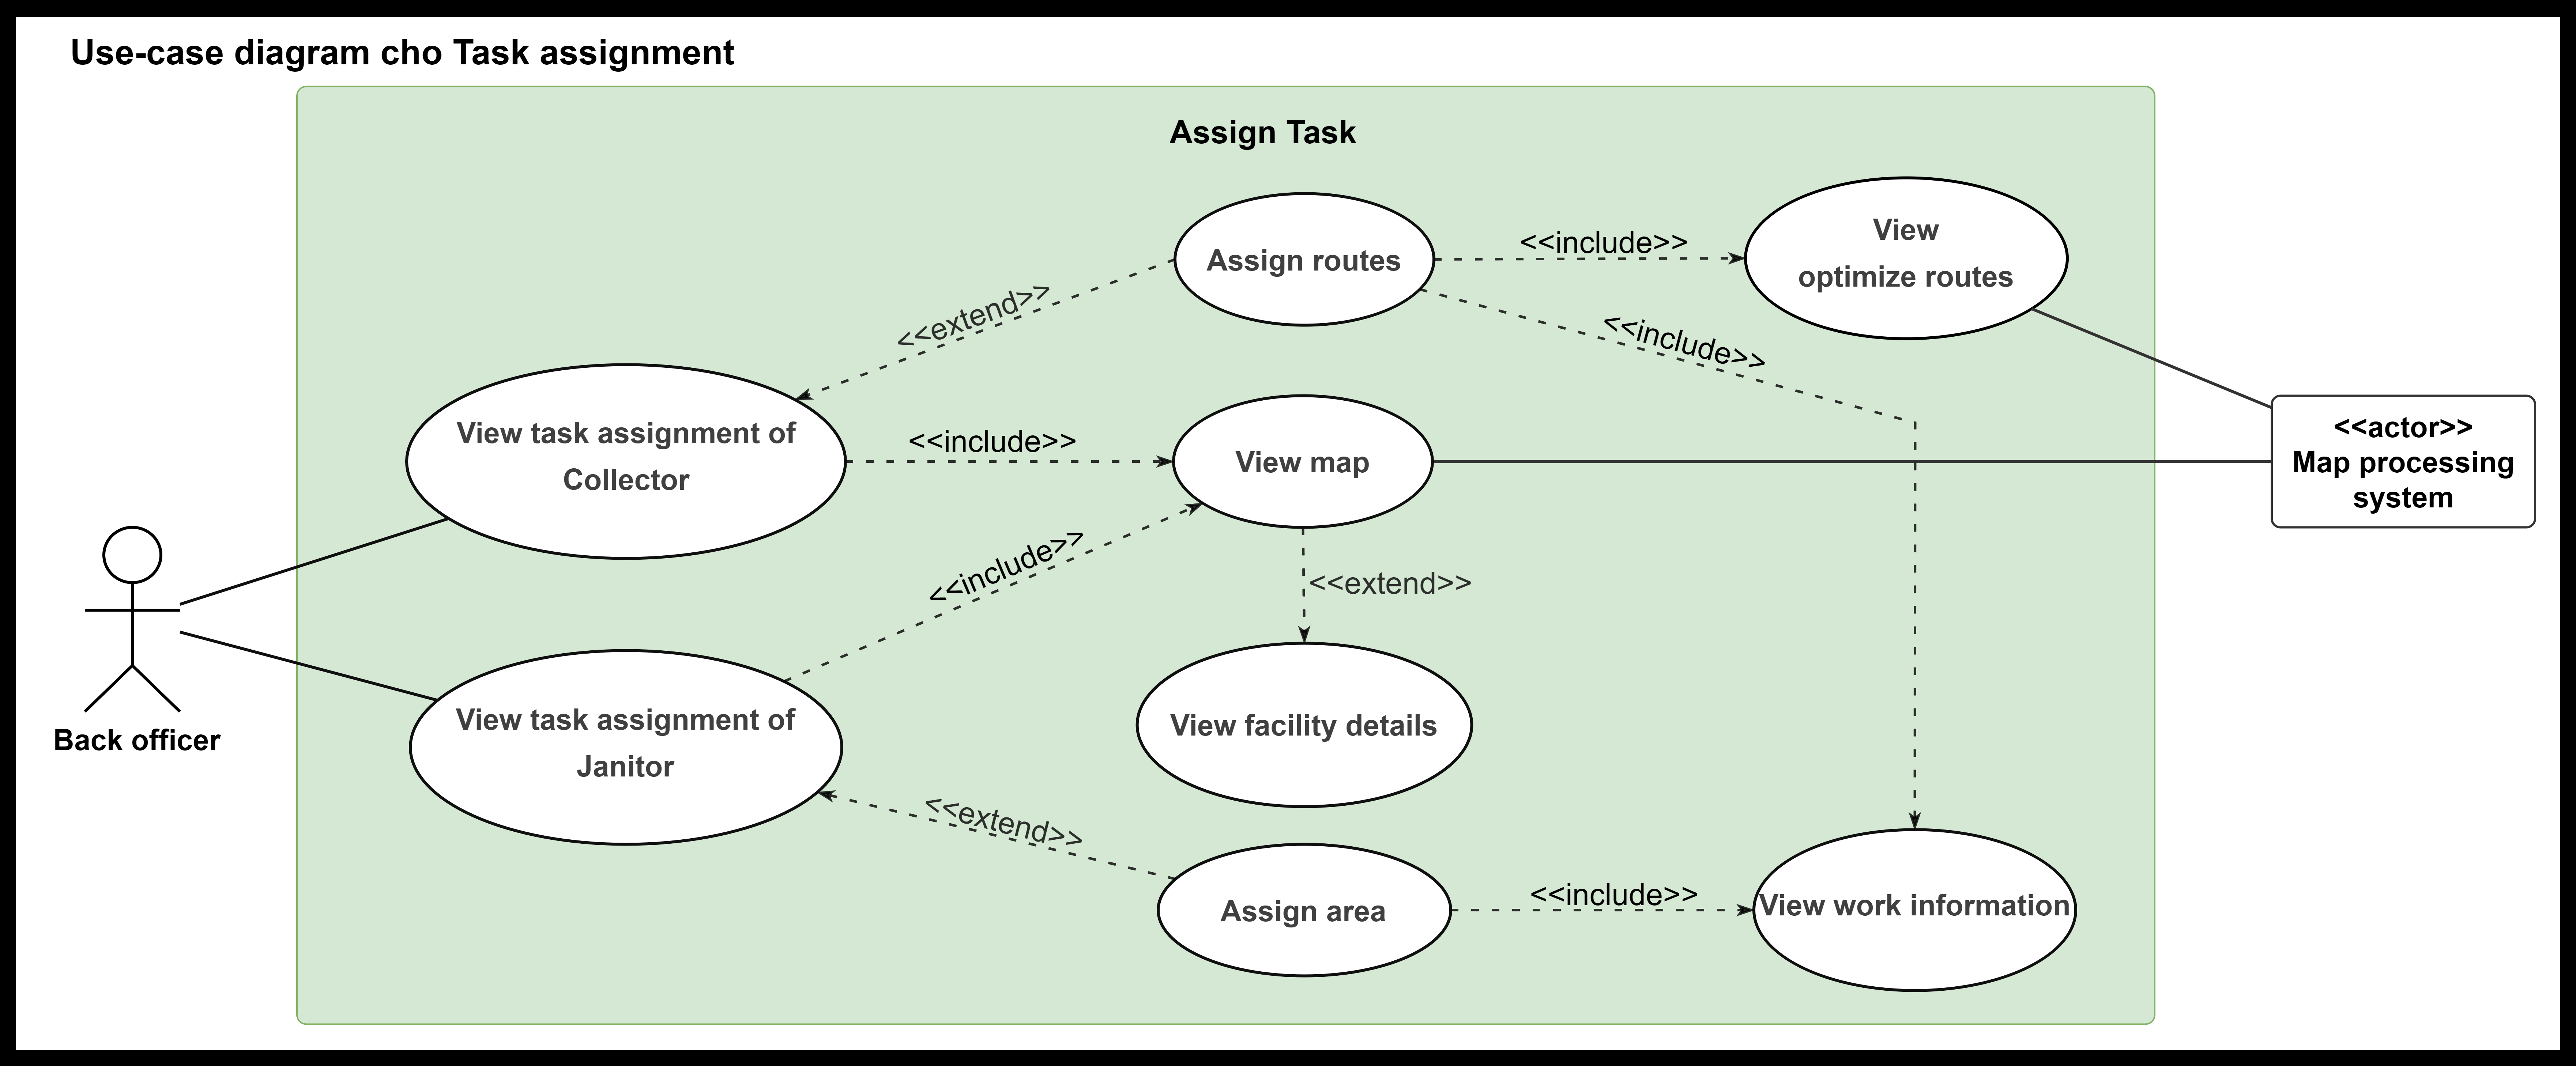 Use-case diagram cho Task assignment
Assign Task
Assign routes
<<include>>
View
optimize routes
<<extend>>
<<include>>
View task assignment of
Collector
<<include>>
View map
<<actor>>
Map processing
system
<<include>>
<<extend>>
Back officer
View task assignment of
Janitor
View facility details
<<extend>>
Assign area
<<include>>
View work information